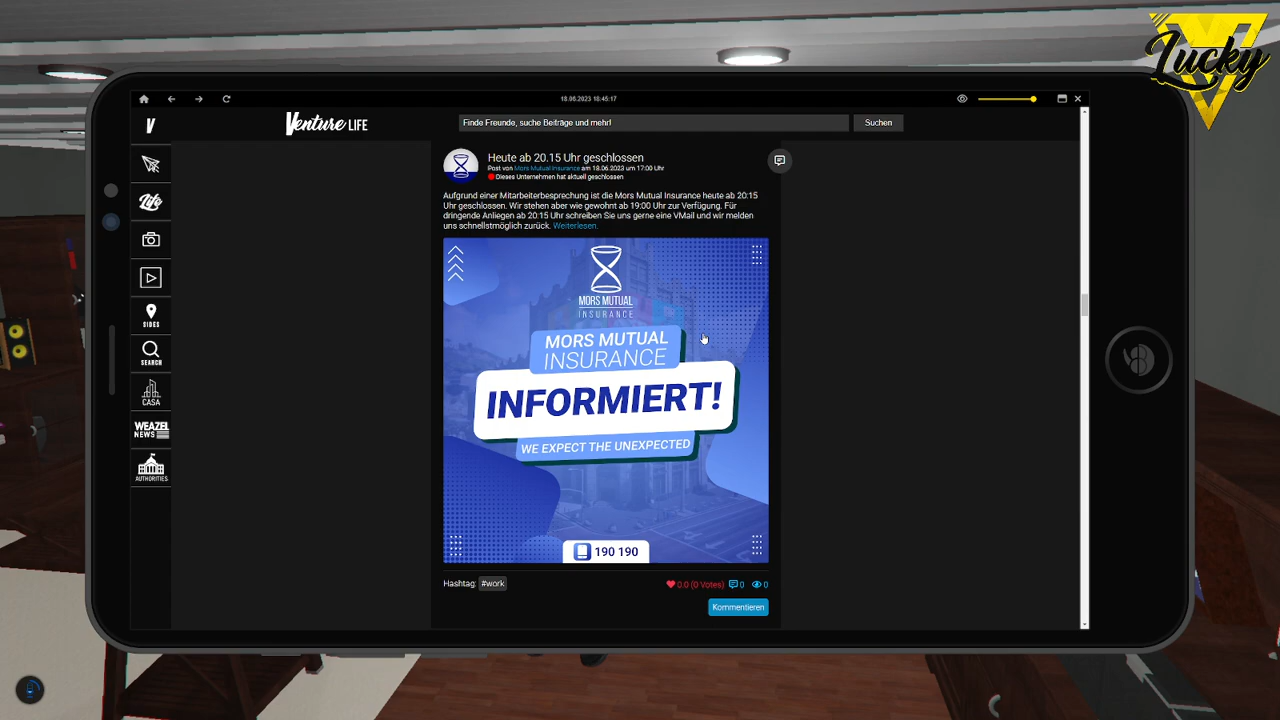 Lucky
18.06.2023 18:45:17
V
Venture LIFE
Finde Freunde, suche Beiträge und mehr!
Suchen
Life
SIDES
SEARCH
CASA
WEAZEL
NEWS
AUTHORITIES
Heute ab 20.15 Uhr geschlossen
Post von Mors Mutual Insurance am 18.06.2023 um 17:00 Uhr
Dieses Unternehmen hat aktuell geschlossen
Aufgrund einer Mitarbeiterbesprechung ist die Mors Mutual Insurance heute ab 20:15
Uhr geschlossen. Wir stehen aber wie gewohnt ab 19:00 Uhr zur Verfügung. Für
dringende Anliegen ab 20:15 Uhr schreiben Sie uns gerne eine VMail und wir melden
uns schnellstmöglich zurück. Weiterlesen.
MORS MUTUAL
INSURANCE
MORS MUTUAL
INSURANCE
INFORMIERT!
WE EXPECT THE UNEXPECTED
190 190
Hashtag: #work
0.0 (0 Votes) 0 0
Kommentieren